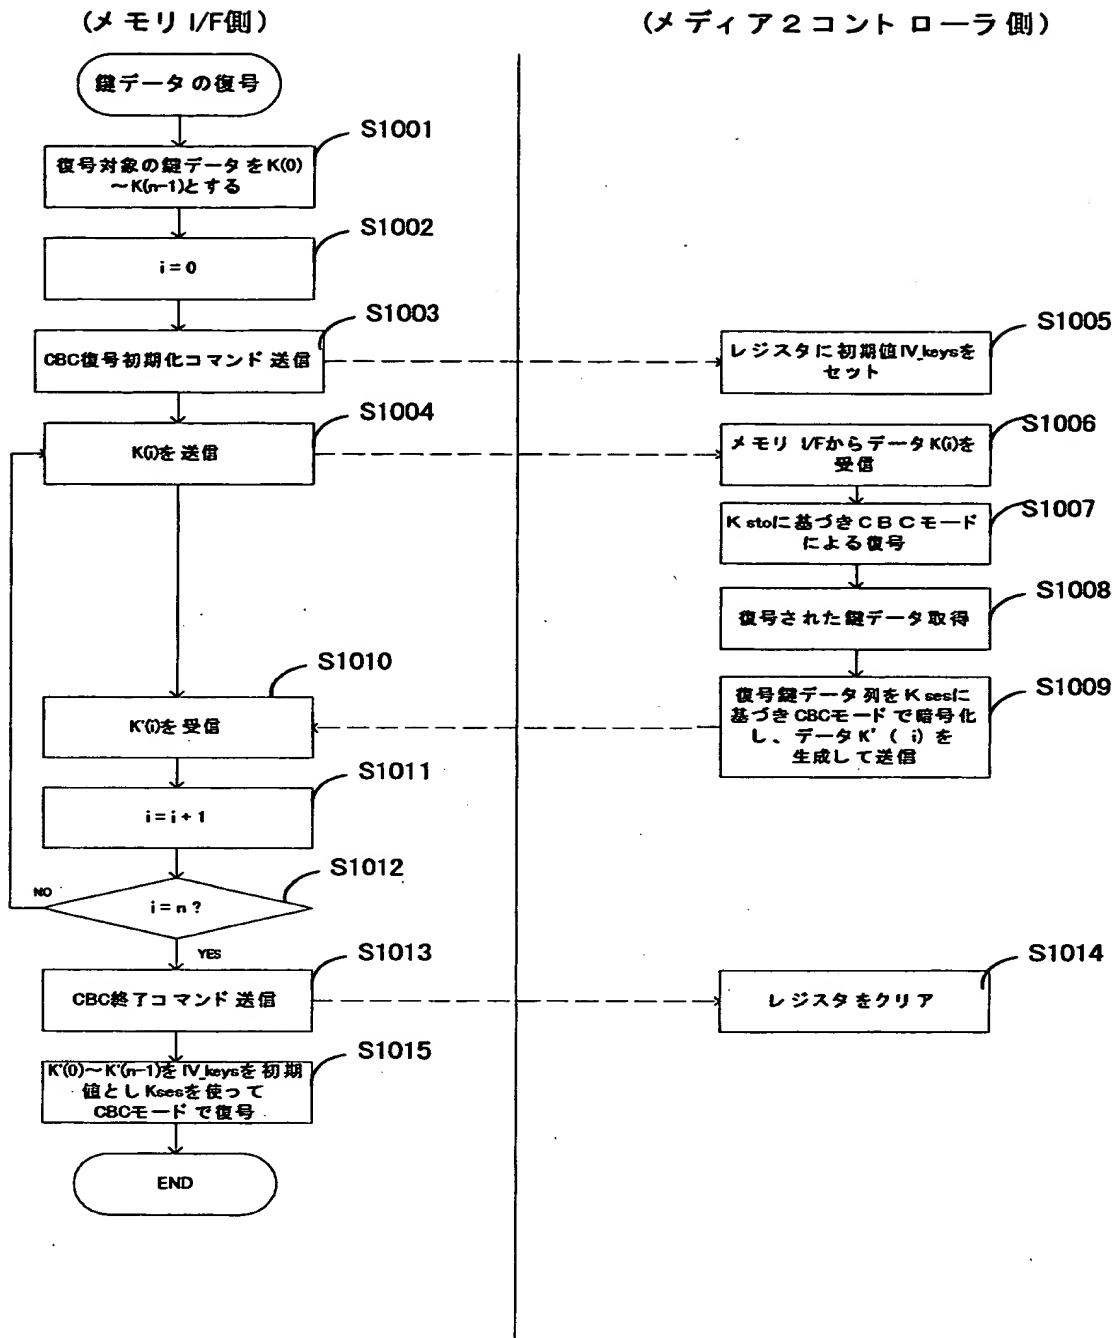 (メモリI/F側)
(メディア2コントローラ側)
鍵データの復号
S1001
復号対象の鍵データをK(0)
～K(n-1)とする
S1002
i=0
S1003
CBC復号初期化コマンド送信
S1005
レジスタに初期値IV_keysを
セット
S1004
K(i)を送信
S1006
メモリI/FからデータK(i)を
受信
S1007
Kstoに基づきCBCモード
による復号
S1008
復号された鍵データ取得
S1010
K'(i)を受信
S1009
復号鍵データ列をKsesに
基づきCBCモードで暗号化
し、データK'(i)を
生成して送信
S1011
i=i+1
S1012
i=n?
NO
YES
S1013
CBC終了コマンド送信
S1014
レジスタをクリア
S1015
K'(0)～K'(n-1)をIV_keysを初期
値としKsesを使って
CBCモードで復号
END